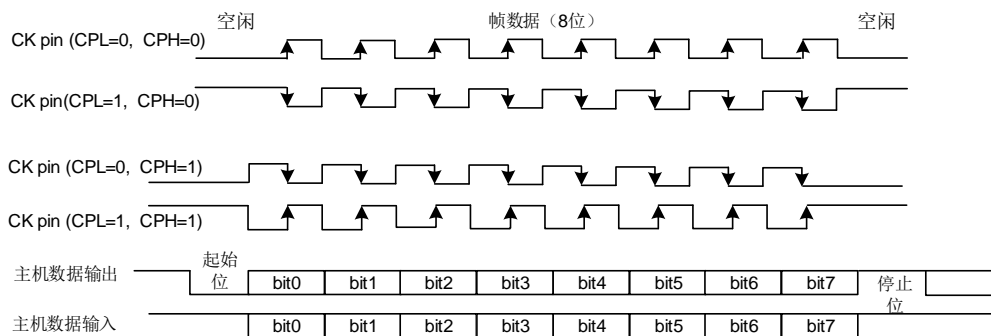 空闲 帧数据（8位） 空闲
CK pin (CPL=0, CPH=0)
CK pin(CPL=1, CPH=0)
CK pin (CPL=0, CPH=1)
CK pin (CPL=1, CPH=1)
主机数据输出 起始位 bit0 bit1 bit2 bit3 bit4 bit5 bit6 bit7 停止位
主机数据输入 bit0 bit1 bit2 bit3 bit4 bit5 bit6 bit7